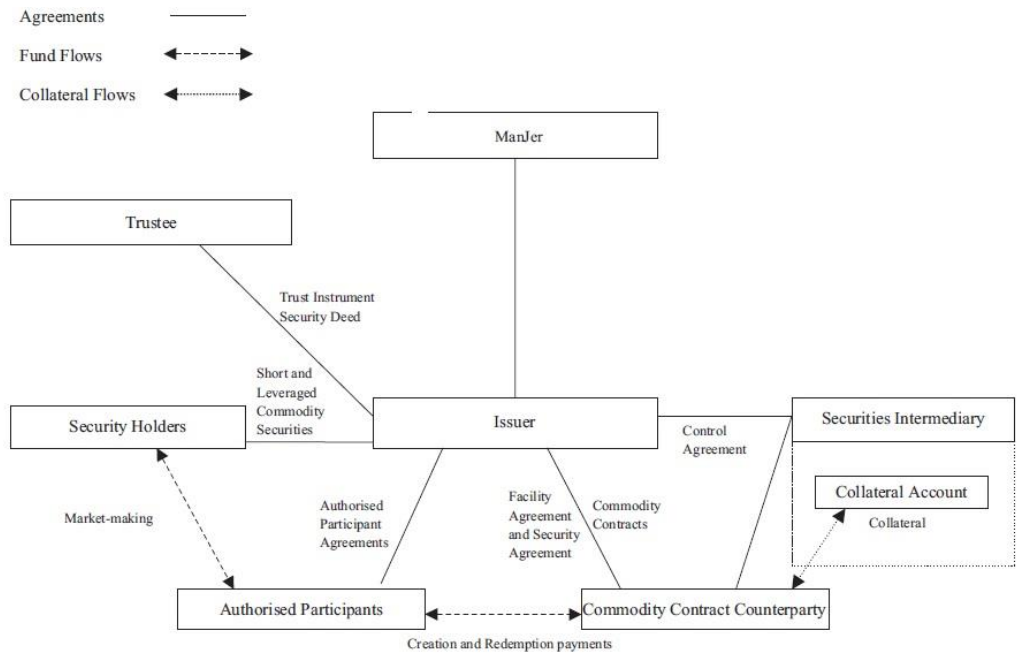 Agreements
Fund Flows
Collateral Flows
ManJer
Trustee
Trust Instrument
Security Deed
Short and
Leveraged
Commodity
Securities
Security Holders
Issuer
Securities Intermediary
Control
Agreement
Collateral Account
Collateral
Market-making
Authorised
Participant
Agreements
Facility
Agreement
and Security
Agreement
Commodity
Contracts
Authorised Participants
Commodity Contract Counterparty
Creation and Redemption payments